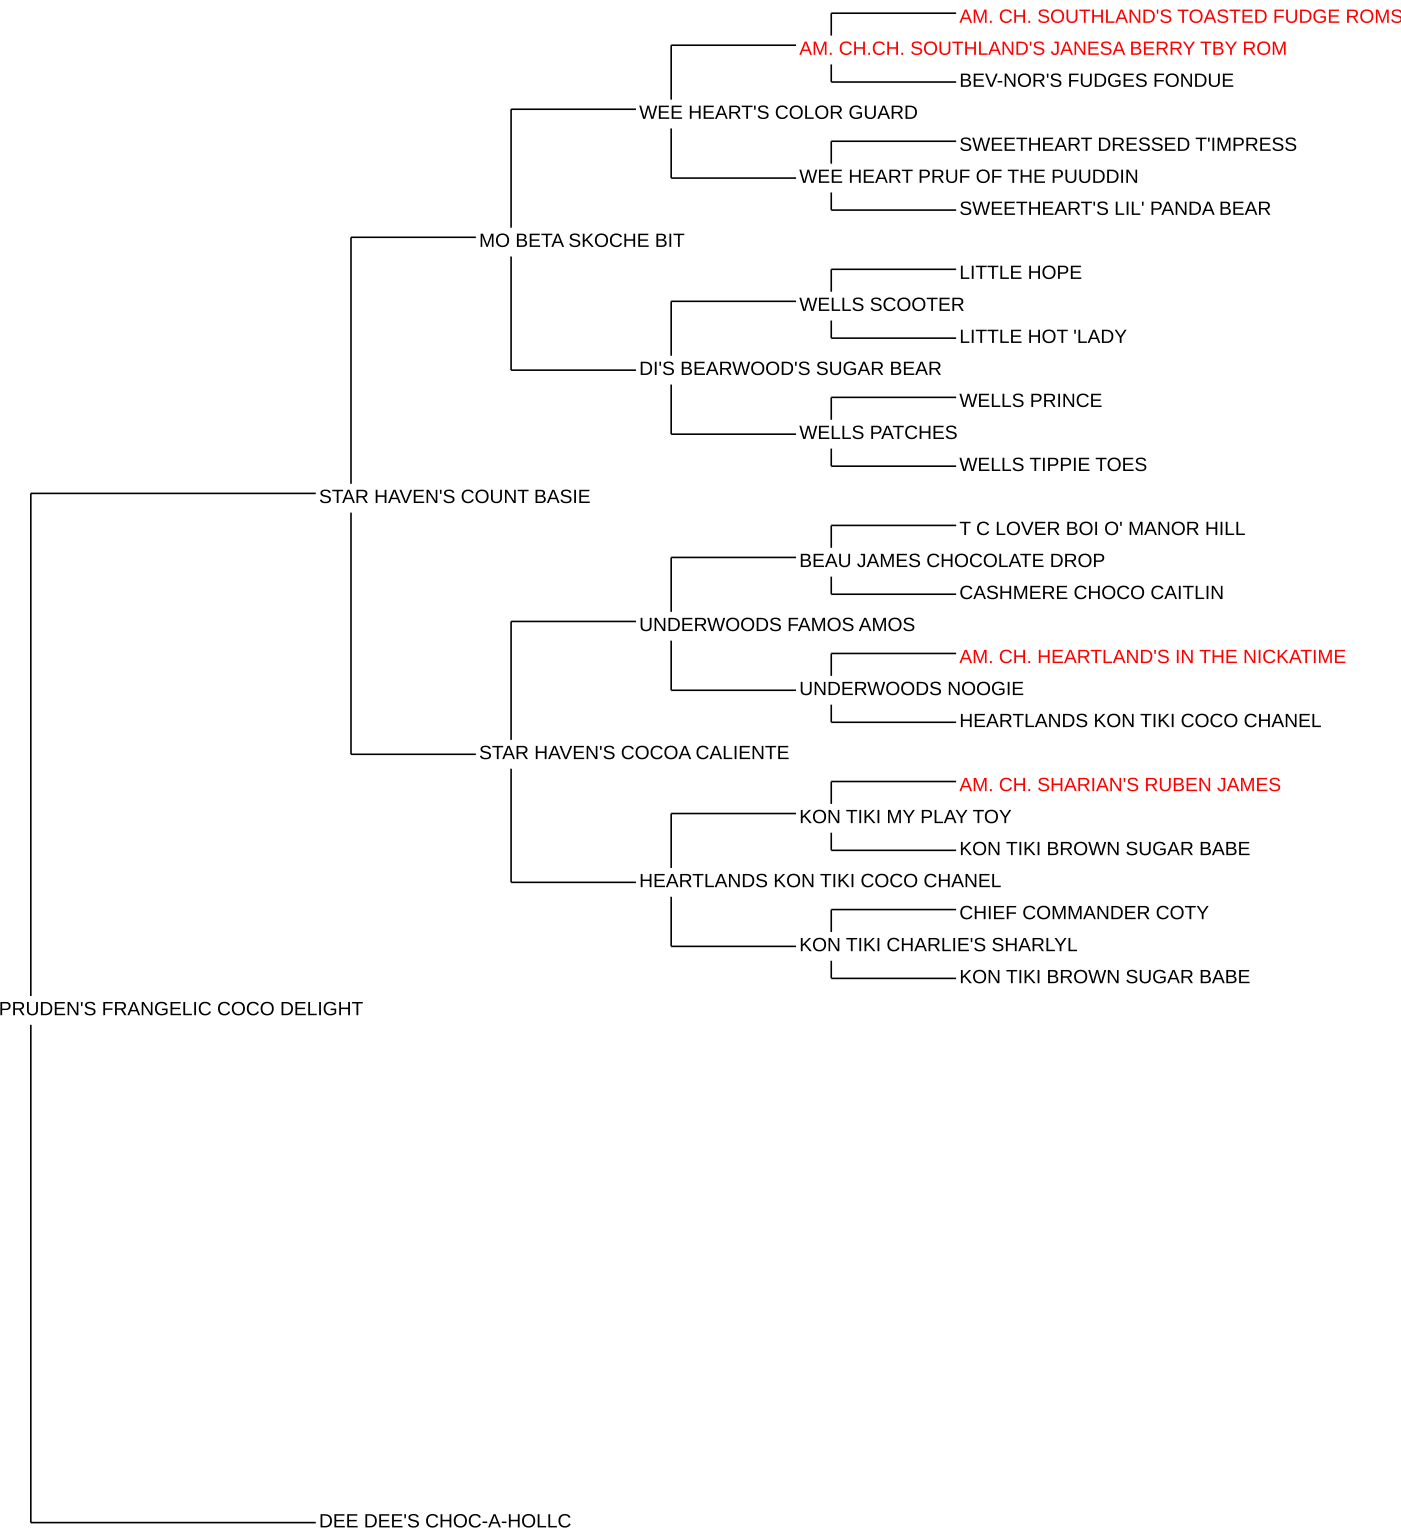 AM. CH. SOUTHLAND'S TOASTED FUDGE ROMS
AM. CH.CH. SOUTHLAND'S JANESA BERRY TBY ROM
BEV-NOR'S FUDGES FONDUE
WEE HEART'S COLOR GUARD
SWEETHEART DRESSED T'IMPRESS
WEE HEART PRUF OF THE PUUDDIN
SWEETHEART'S LIL' PANDA BEAR
MO BETA SKOCHE BIT
LITTLE HOPE
WELLS SCOOTER
LITTLE HOT 'LADY
DI'S BEARWOOD'S SUGAR BEAR
WELLS PRINCE
WELLS PATCHES
WELLS TIPPIE TOES
STAR HAVEN'S COUNT BASIE
T C LOVER BOI O' MANOR HILL
BEAU JAMES CHOCOLATE DROP
CASHMERE CHOCO CAITLIN
UNDERWOODS FAMOS AMOS
AM. CH. HEARTLAND'S IN THE NICKATIME
UNDERWOODS NOOGIE
HEARTLANDS KON TIKI COCO CHANEL
STAR HAVEN'S COCOA CALIENTE
AM. CH. SHARIAN'S RUBEN JAMES
KON TIKI MY PLAY TOY
KON TIKI BROWN SUGAR BABE
HEARTLANDS KON TIKI COCO CHANEL
CHIEF COMMANDER COTY
KON TIKI CHARLIE'S SHARLYL
KON TIKI BROWN SUGAR BABE
PRUDEN'S FRANGELIC COCO DELIGHT
DEE DEE'S CHOC-A-HOLLC